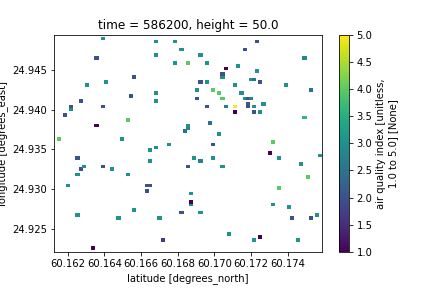 time = 586200, height = 50.0
24.945
24.940
24.935
24.930
24.925
longitude [degrees_east]
60.162 60.164 60.166 60.168 60.170 60.172 60.174
latitude [degrees_north]
5.0
4.5
4.0
3.5
3.0
2.5
2.0
1.5
1.0
air quality index [unitless,
1.0 to 5.0] [None]